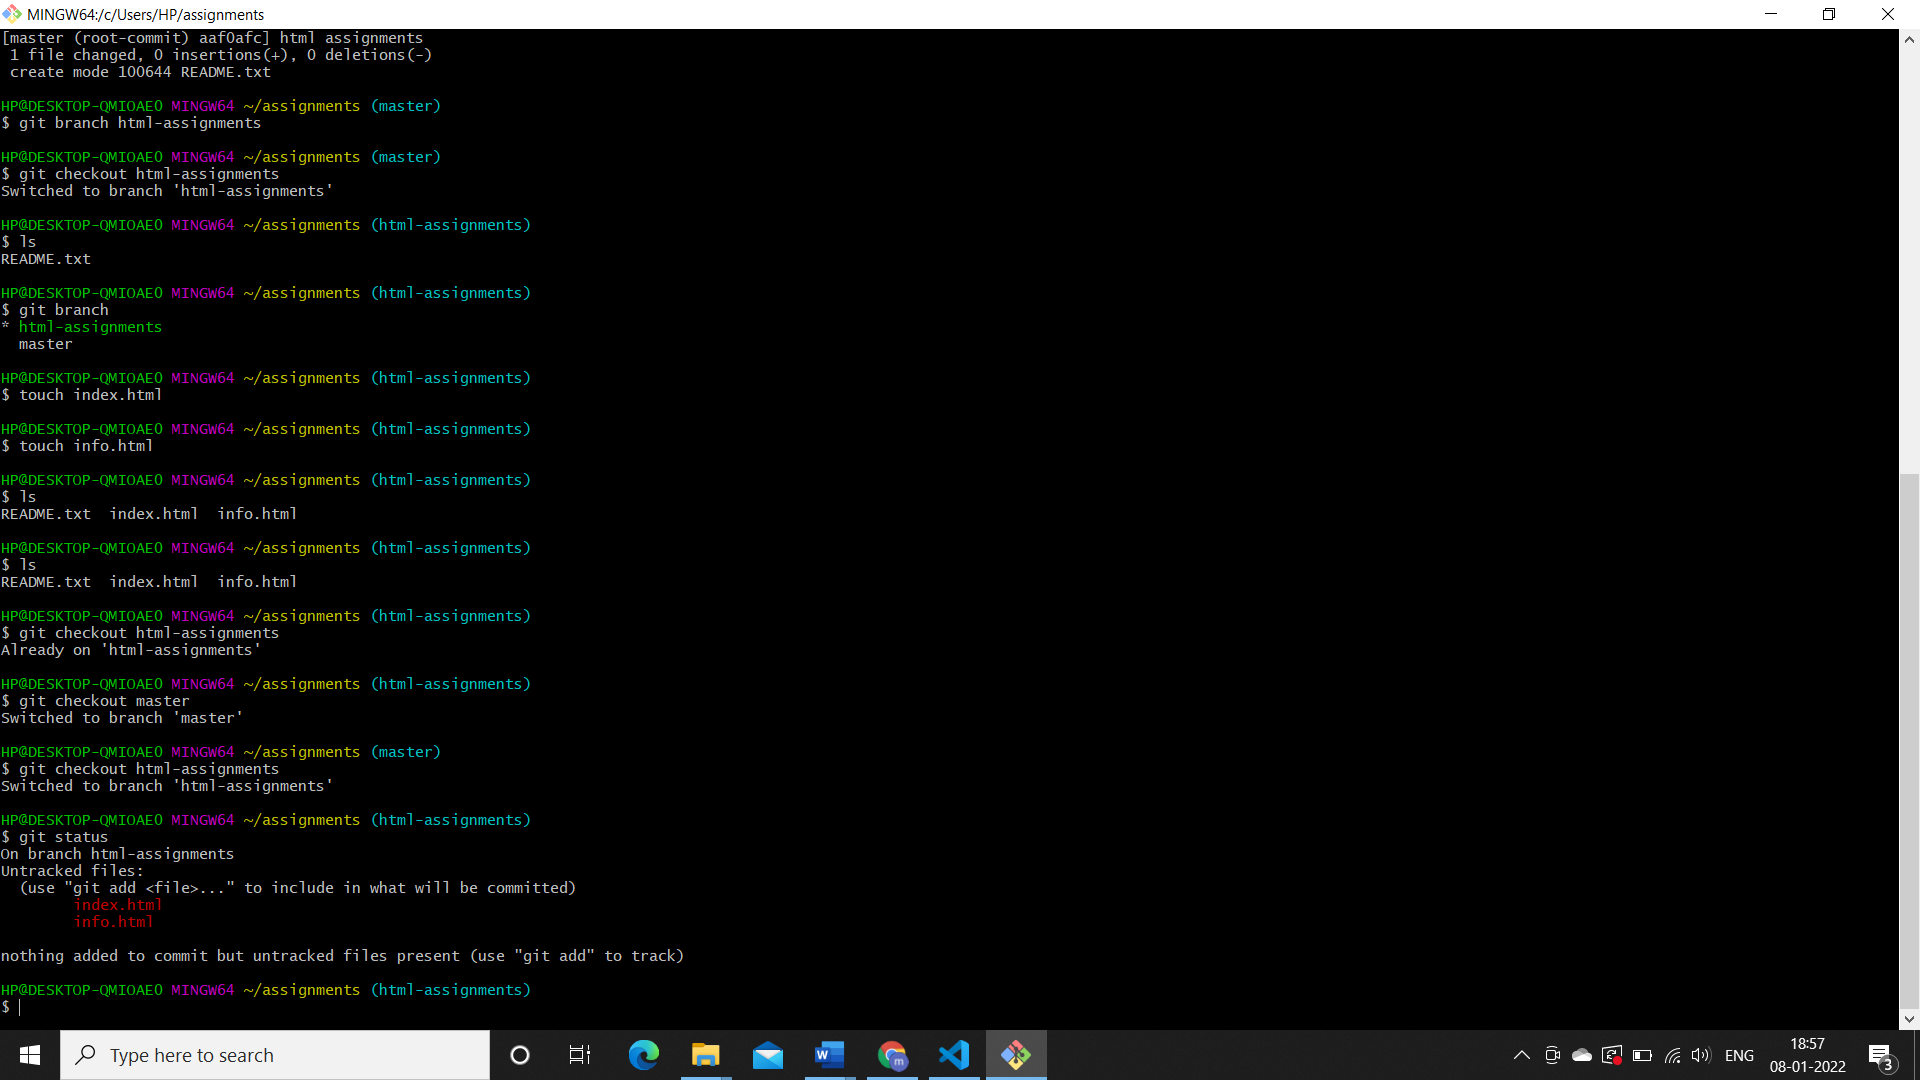 MINGW64:/c/Users/HP/assignments
[master (root-commit) aaf0afc] html assignments
 1 file changed, 0 insertions(+), 0 deletions(-)
 create mode 100644 README.txt
HP@DESKTOP-QMIOAEO MINGW64 ~/assignments (master)
$ git branch html-assignments
HP@DESKTOP-QMIOAEO MINGW64 ~/assignments (master)
$ git checkout html-assignments
Switched to branch 'html-assignments'
HP@DESKTOP-QMIOAEO MINGW64 ~/assignments (html-assignments)
$ ls
README.txt
HP@DESKTOP-QMIOAEO MINGW64 ~/assignments (html-assignments)
$ git branch
* html-assignments
  master
HP@DESKTOP-QMIOAEO MINGW64 ~/assignments (html-assignments)
$ touch index.html
HP@DESKTOP-QMIOAEO MINGW64 ~/assignments (html-assignments)
$ touch info.html
HP@DESKTOP-QMIOAEO MINGW64 ~/assignments (html-assignments)
$ ls
README.txt  index.html  info.html
HP@DESKTOP-QMIOAEO MINGW64 ~/assignments (html-assignments)
$ ls
README.txt  index.html  info.html
HP@DESKTOP-QMIOAEO MINGW64 ~/assignments (html-assignments)
$ git checkout html-assignments
Already on 'html-assignments'
HP@DESKTOP-QMIOAEO MINGW64 ~/assignments (html-assignments)
$ git checkout master
Switched to branch 'master'
HP@DESKTOP-QMIOAEO MINGW64 ~/assignments (master)
$ git checkout html-assignments
Switched to branch 'html-assignments'
HP@DESKTOP-QMIOAEO MINGW64 ~/assignments (html-assignments)
$ git status
On branch html-assignments
Untracked files:
  (use "git add <file>..." to include in what will be committed)
        index.html
        info.html
nothing added to commit but untracked files present (use "git add" to track)
HP@DESKTOP-QMIOAEO MINGW64 ~/assignments (html-assignments)
$
Type here to search
W
m
ENG
18:57
08-01-2022
3